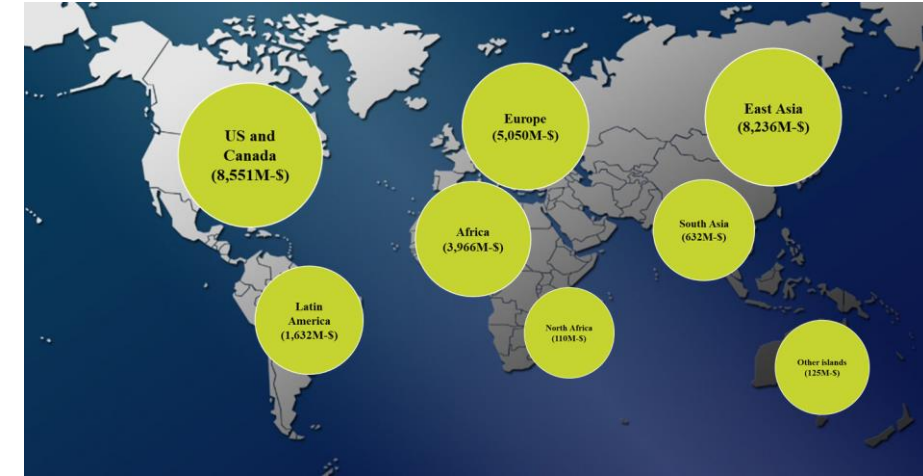 US and
Canada
(8,551M-$)
Europe
(5,050M-$)
East Asia
(8,236M-$)
Africa
(3,966M-$)
South Asia
(632M-$)
Latin
America
(1,632M-$)
North Africa
(110M-$)
Other islands
(125M-$)